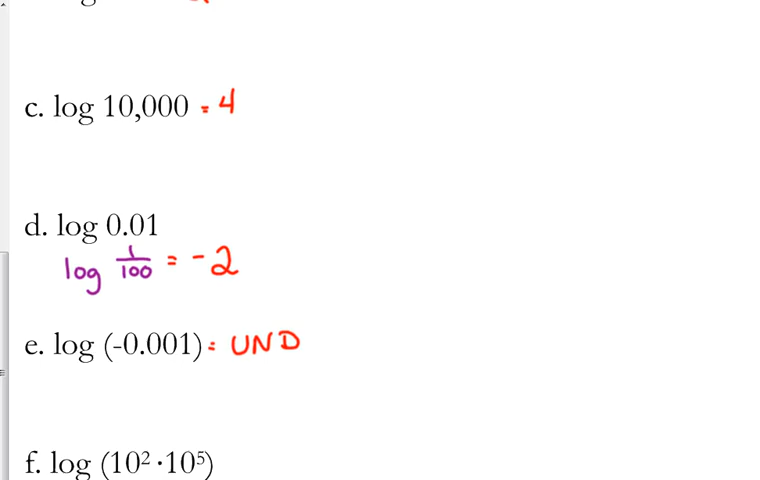 c. log 10,000 = 4
d. log 0.01
log 1/100 = -2
e. log (-0.001) = UND
f. log (10² · 10⁵)